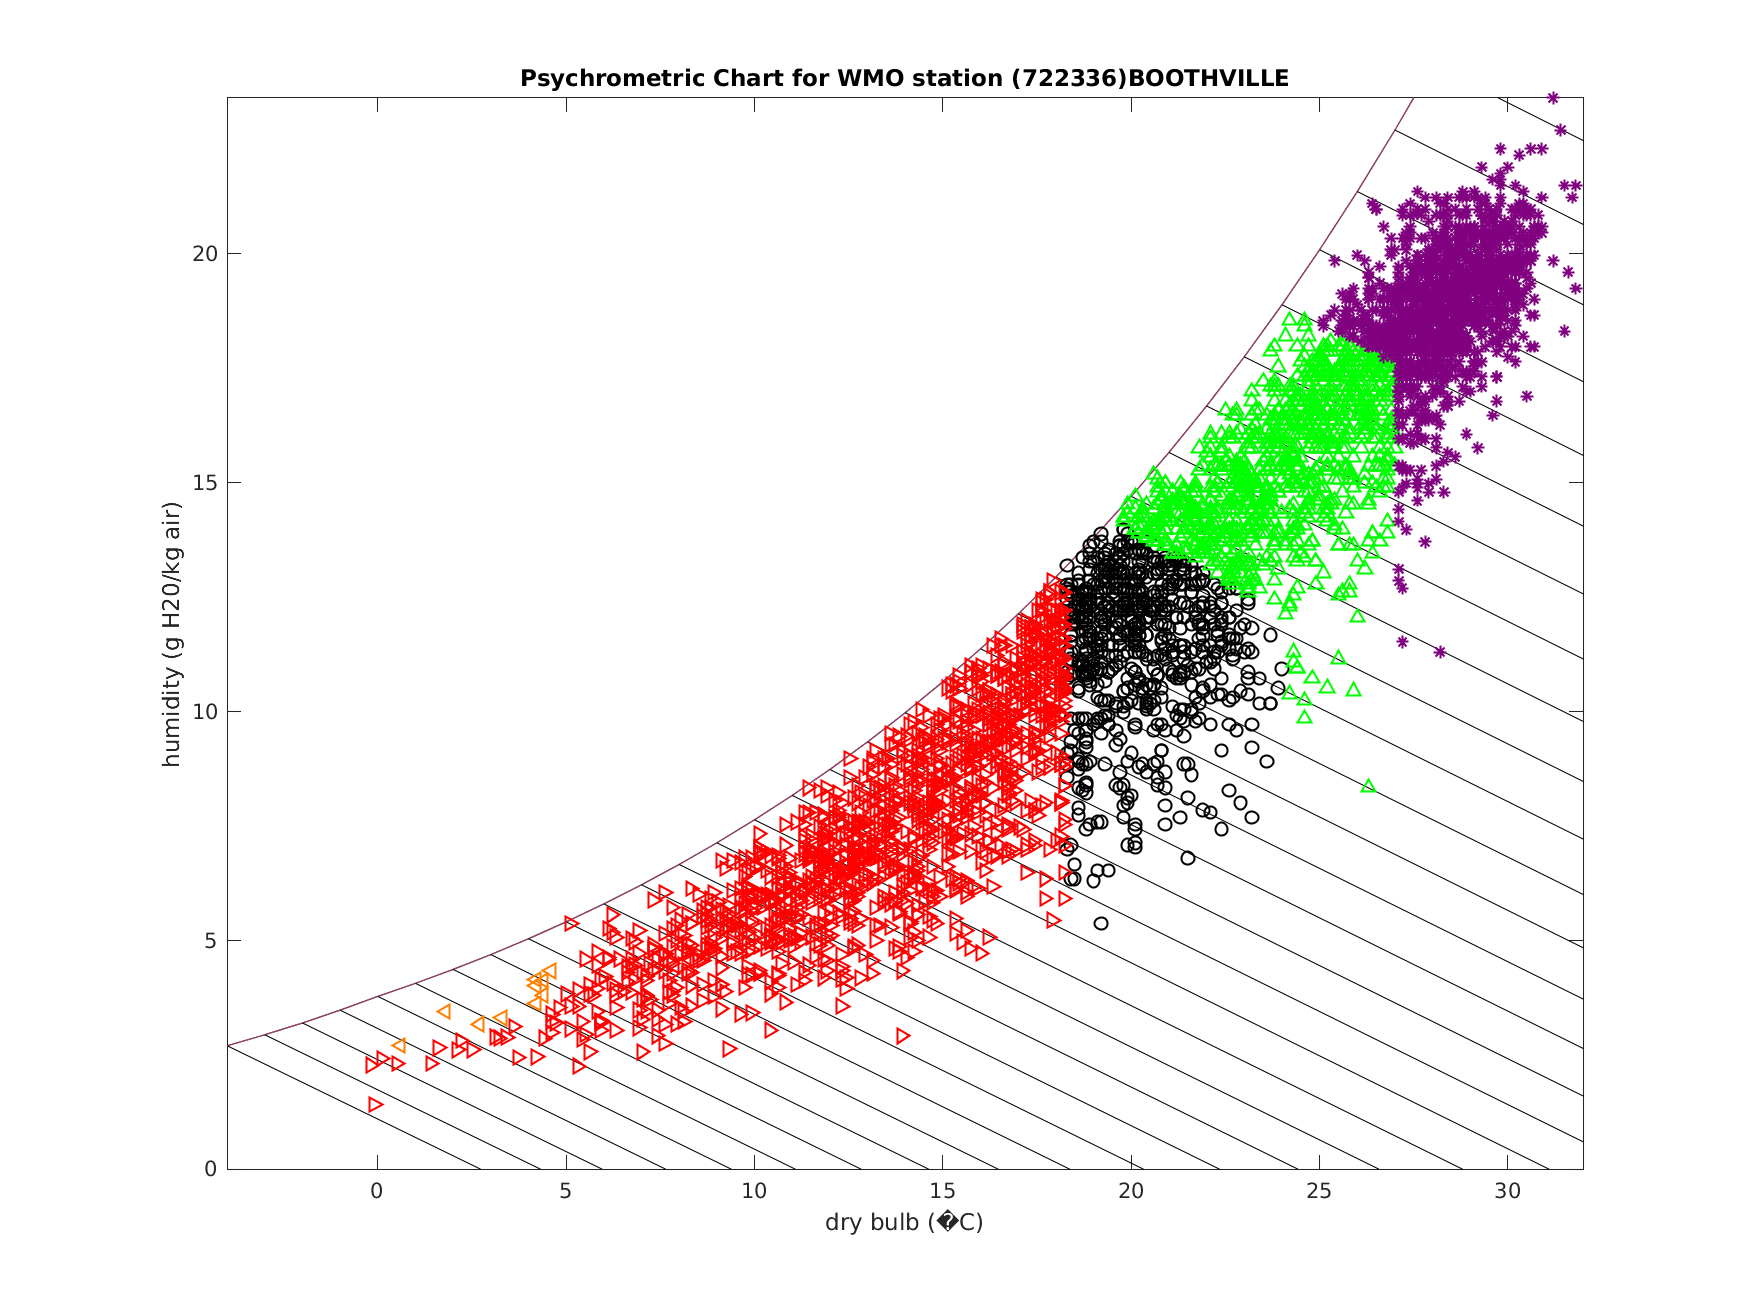 Psychrometric Chart for WMO station (722336)BOOTHVILLE
20
15
10
5
0
humidity (g H20/kg air)
0 5 10 15 20 25 30
dry bulb (�C)